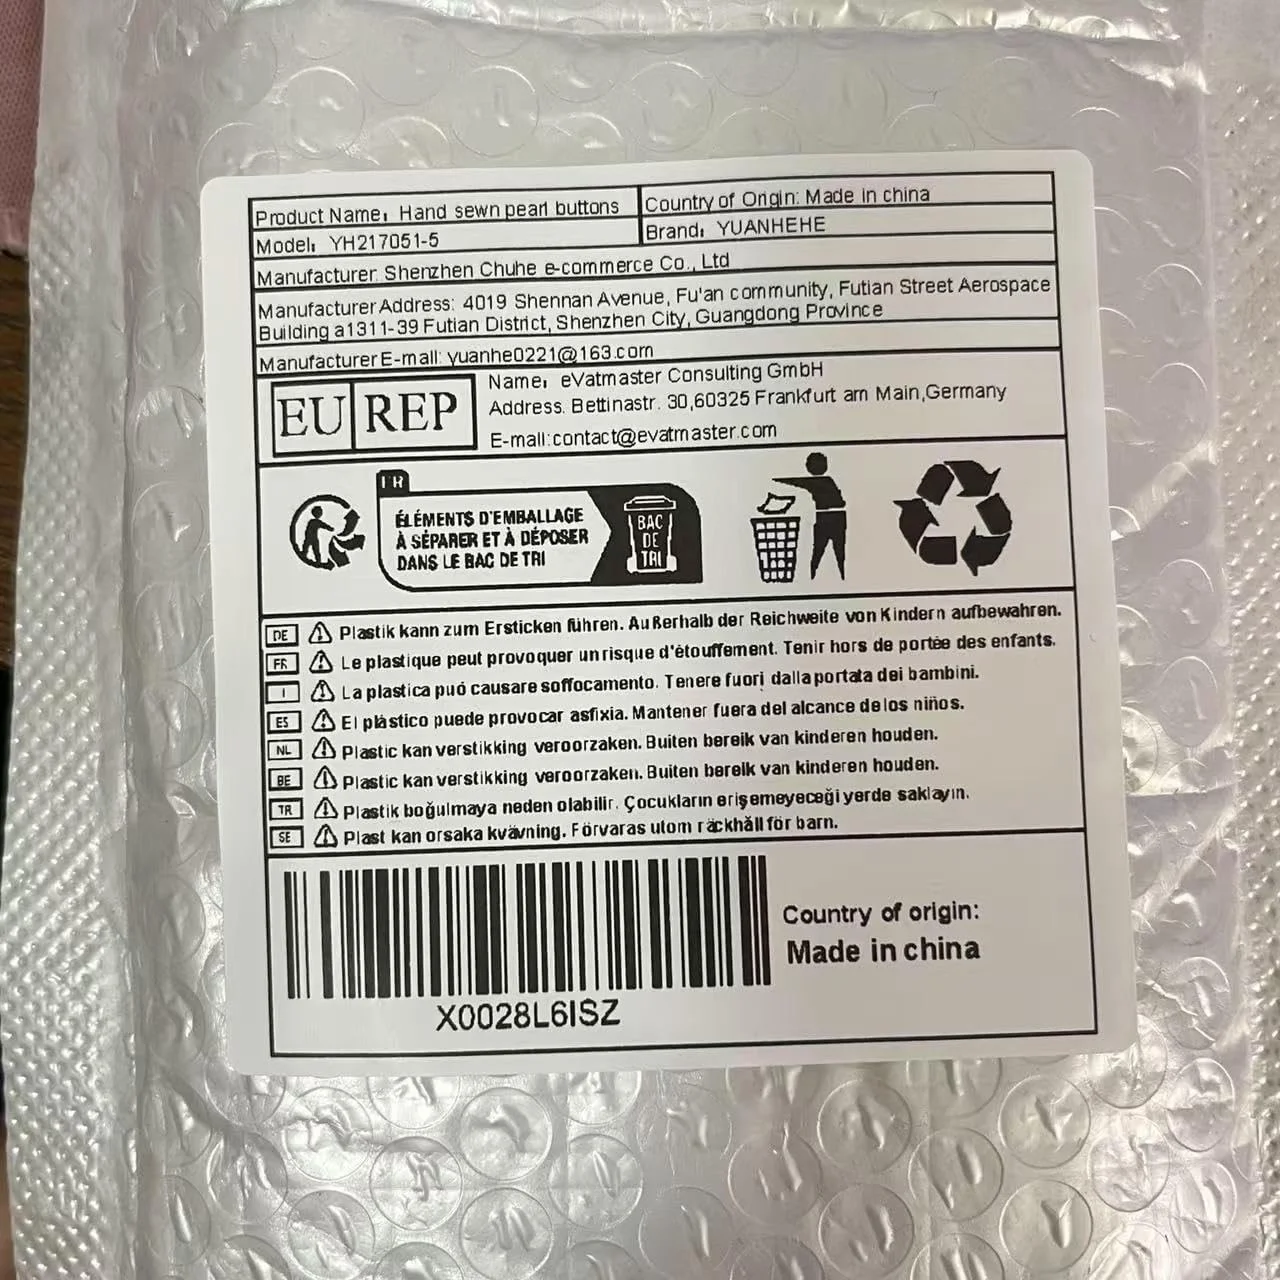 Product Name: Hand sewn pearl buttons
Country of Origin: Made in china
Model: YH217051-5
Brand: YUANHEHE
Manufacturer: Shenzhen Chuhe e-commerce Co., Ltd
Manufacturer Address: 4019 Shennan Avenue, Fu'an community, Futian Street Aerospace
Building a1311-39 Futian District, Shenzhen City, Guangdong Province
Manufacturer E-mail: yuanhe0221@163.com
EU REP
Name: eVatmaster Consulting GmbH
Address. Bettinastr. 30,60325 Frankfurt am Main,Germany
E-mail:contact@evatmaster.com
FR
ÉLÉMENTS D'EMBALLAGE
À SÉPARER ET À DÉPOSER
DANS LE BAC DE TRI
BAC
DE
TRI
DE Plastik kann zum Ersticken führen. Außerhalb der Reichweite von Kindern aufbewahren.
FR Le plastique peut provoquer un risque d'étouffement. Tenir hors de portée des enfants.
I La plastica puó causare soffocamento. Tenere fuori dalla portata dei bambini.
ES El plástico puede provocar asfixia. Mantener fuera del alcance de los niños.
NL Plastic kan verstikking veroorzaken. Buiten bereik van kinderen houden.
BE Plastic kan verstikking veroorzaken. Buiten bereik van kinderen houden.
TR Plastik boğulmaya neden olabilir. Çocukların erişemeyeceği yerde saklayın.
SE Plast kan orsaka kvävning. Förvaras utom räckhåll för barn.
X0028L6ISZ
Country of origin:
Made in china